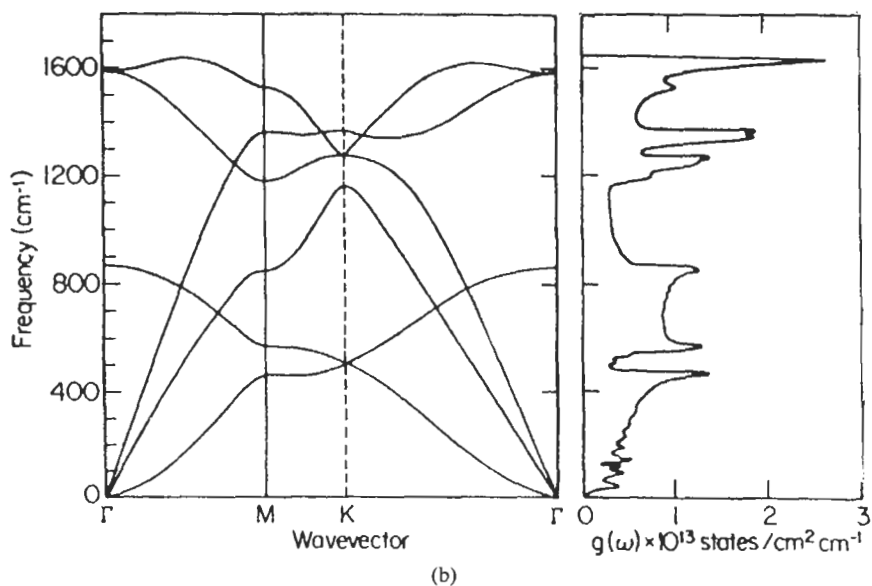 Frequency (cm⁻¹)
1600
1200
800
400
0
Γ M K Γ
Wavevector
0 1 2 3
g(ω) × 10¹³ states/cm² cm⁻¹
(b)